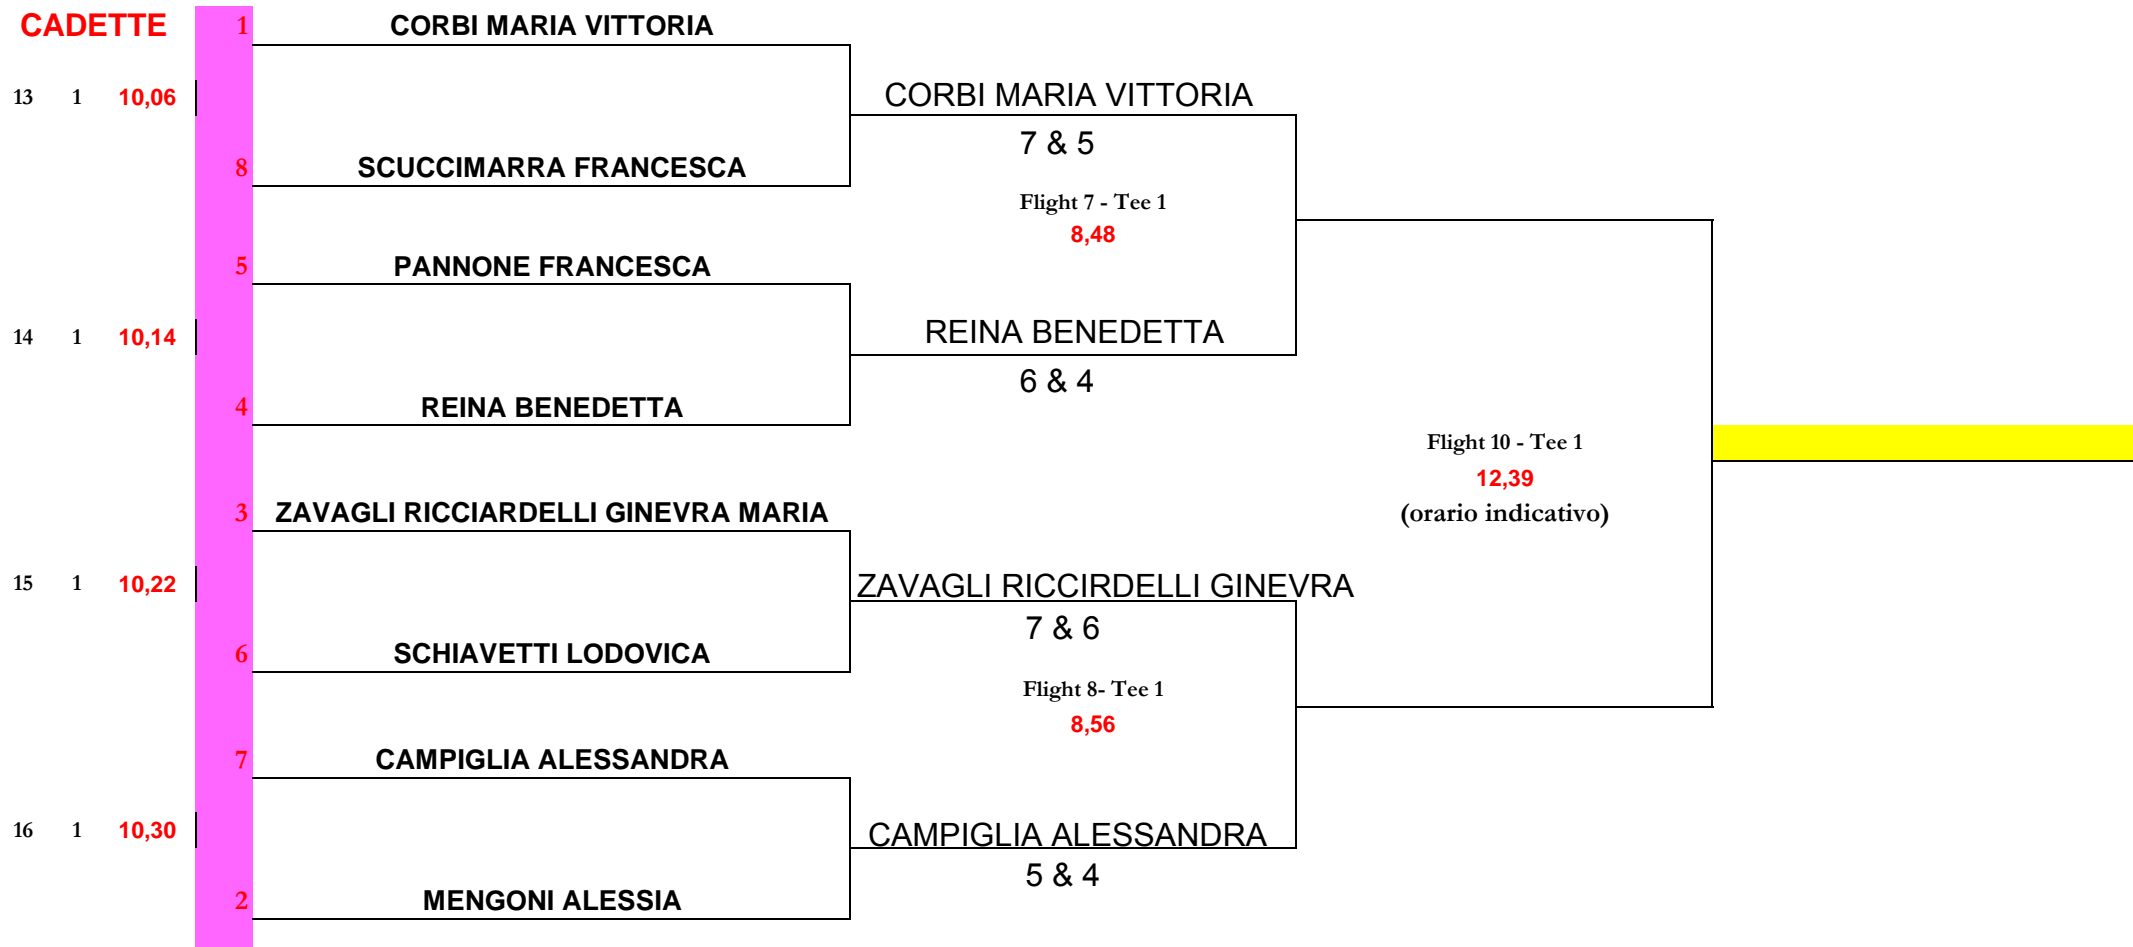 CADETTE 1 CORBI MARIA VITTORIA
13 1 10,06 CORBI MARIA VITTORIA
7 & 5
8 SCUCCIMARRA FRANCESCA
Flight 7 - Tee 1
8,48
5 PANNONE FRANCESCA
14 1 10,14 REINA BENEDETTA
6 & 4
4 REINA BENEDETTA
Flight 10 - Tee 1
12,39
(orario indicativo)
3 ZAVAGLI RICCIARDELLI GINEVRA MARIA
15 1 10,22 ZAVAGLI RICCIRDELLI GINEVRA
7 & 6
6 SCHIAVETTI LODOVICA
Flight 8- Tee 1
8,56
7 CAMPIGLIA ALESSANDRA
16 1 10,30 CAMPIGLIA ALESSANDRA
5 & 4
2 MENGONI ALESSIA